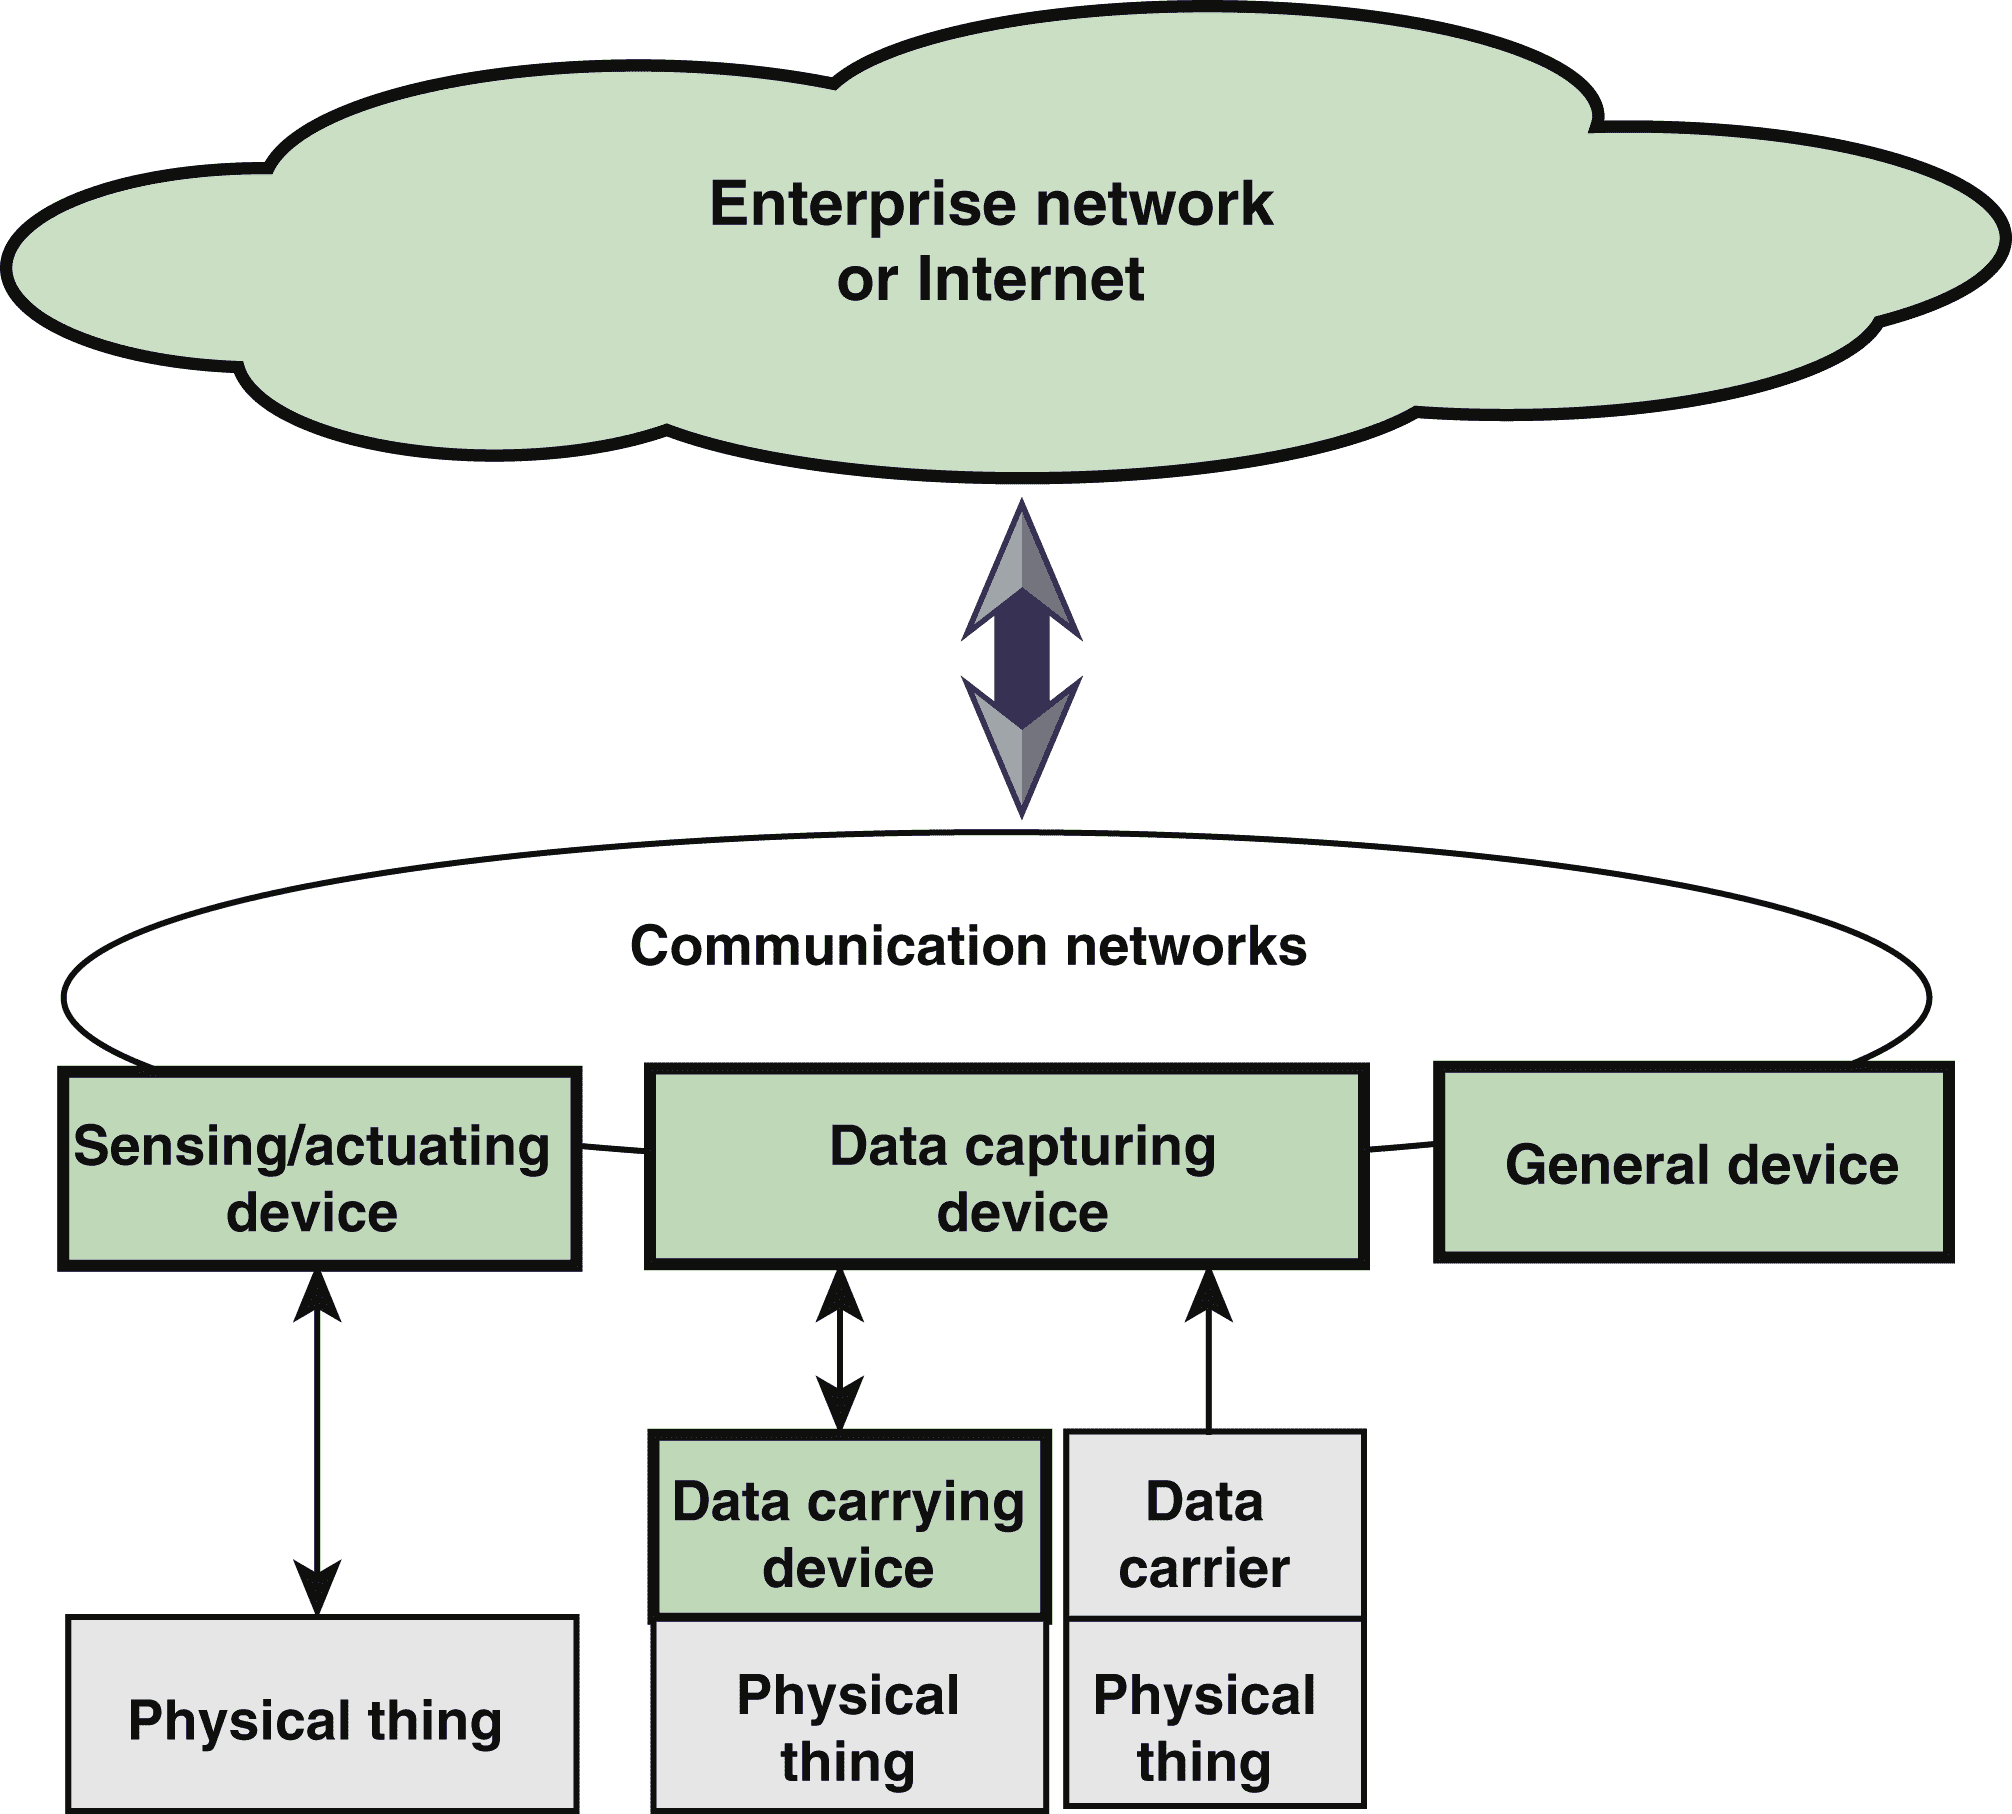 Enterprise network
or Internet
Communication networks
Sensing/actuating
device
Data capturing
device
General device
Data carrying
device
Data
carrier
Physical thing
Physical
thing
Physical
thing